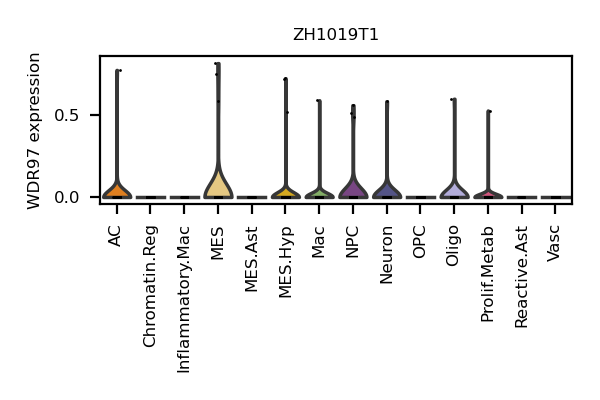 ZH1019T1
WDR97 expression
0.5
0.0
AC
Chromatin.Reg
Inflammatory.Mac
MES
MES.Ast
MES.Hyp
Mac
NPC
Neuron
OPC
Oligo
Prolif.Metab
Reactive.Ast
Vasc